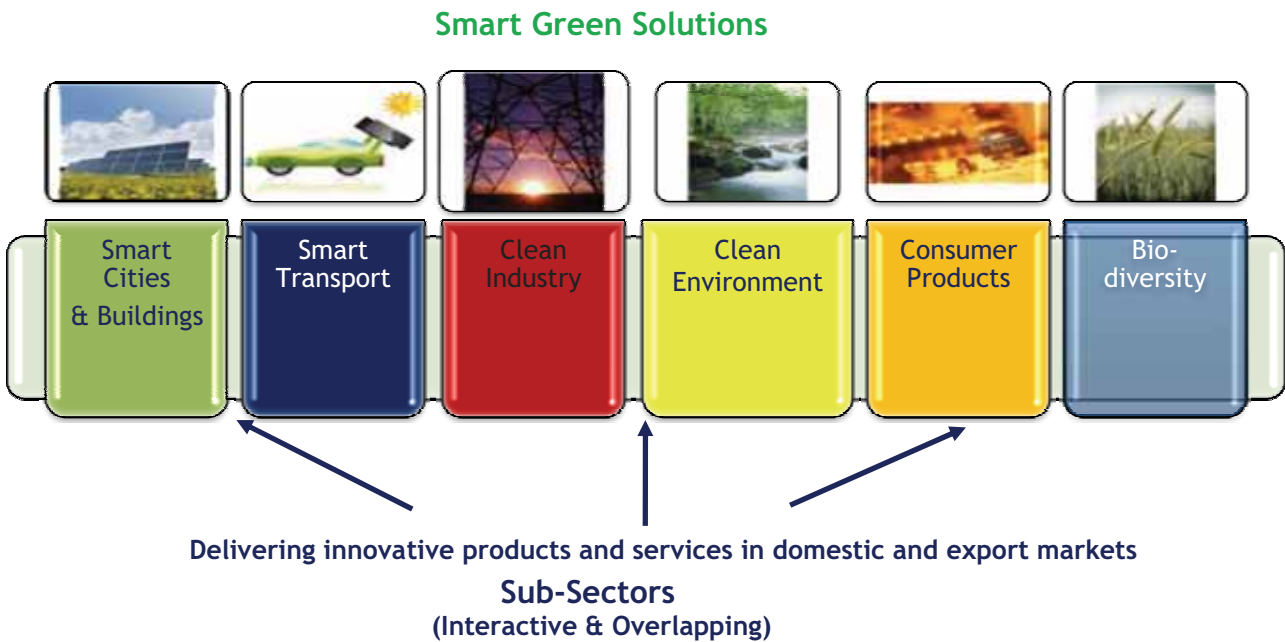 Smart Green Solutions
Smart
Cities
& Buildings
Smart
Transport
Clean
Industry
Clean
Environment
Consumer
Products
Bio-
diversity
Delivering innovative products and services in domestic and export markets
Sub-Sectors
(Interactive & Overlapping)